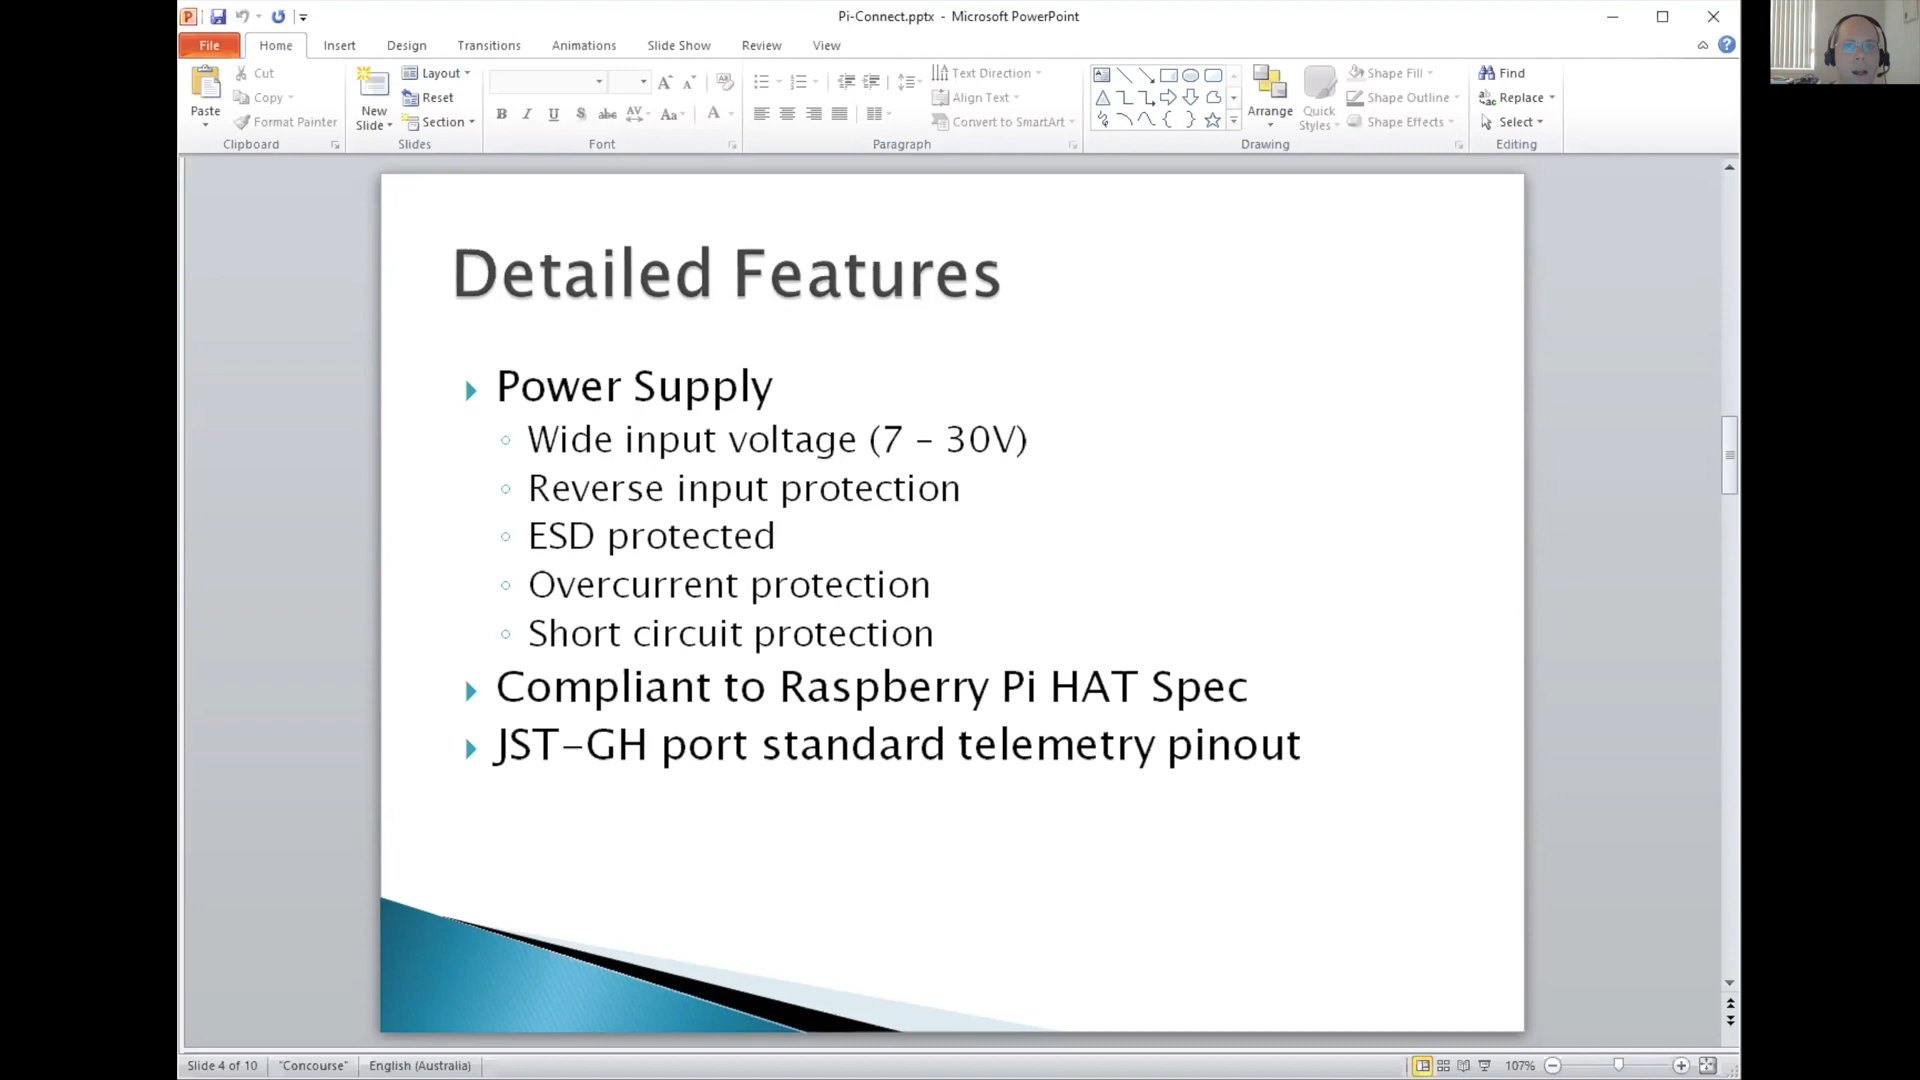 Pi-Connect.pptx - Microsoft PowerPoint
File Home Insert Design Transitions Animations Slide Show Review View
Paste
Cut
Copy
Format Painter
Clipboard
New Slide
Layout
Reset
Section
Slides
B I U S abc AV Aa A
Font
Text Direction
Align Text
Convert to SmartArt
Paragraph
Arrange
Quick Styles
Shape Fill
Shape Outline
Shape Effects
Drawing
Find
Replace
Select
Editing
Detailed Features
Power Supply
Wide input voltage (7 – 30V)
Reverse input protection
ESD protected
Overcurrent protection
Short circuit protection
Compliant to Raspberry Pi HAT Spec
JST-GH port standard telemetry pinout
Slide 4 of 10 "Concourse" English (Australia) 107%